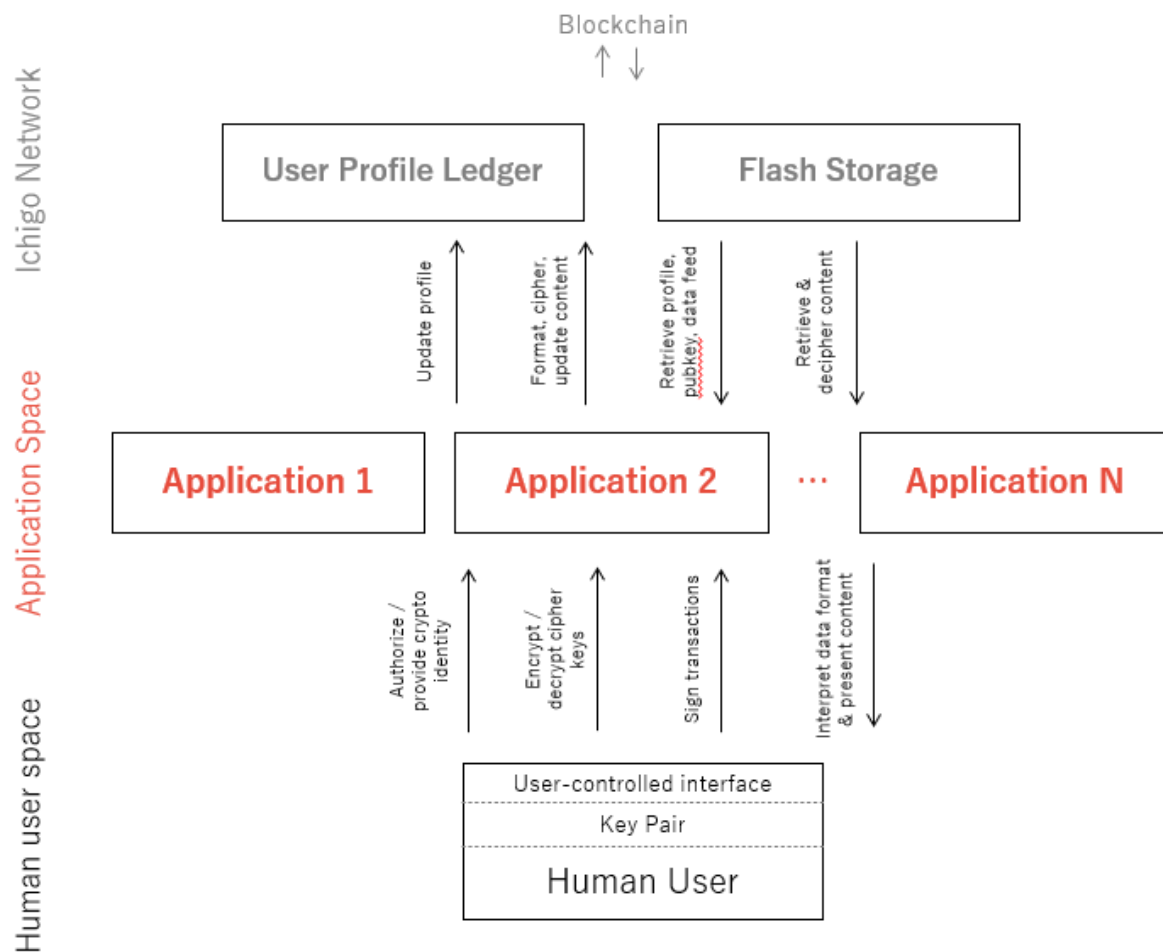 Blockchain
Ichigo Network
User Profile Ledger
Flash Storage
Update profile
Format, cipher,
update content
Retrieve profile,
pubkey, data feed
Retrieve &
decipher content
Application Space
Application 1
Application 2
...
Application N
Authorize /
provide crypto
identity
Encrypt /
decrypt cipher
keys
Sign transactions
Interpret data format
& present content
Human user space
User-controlled interface
Key Pair
Human User